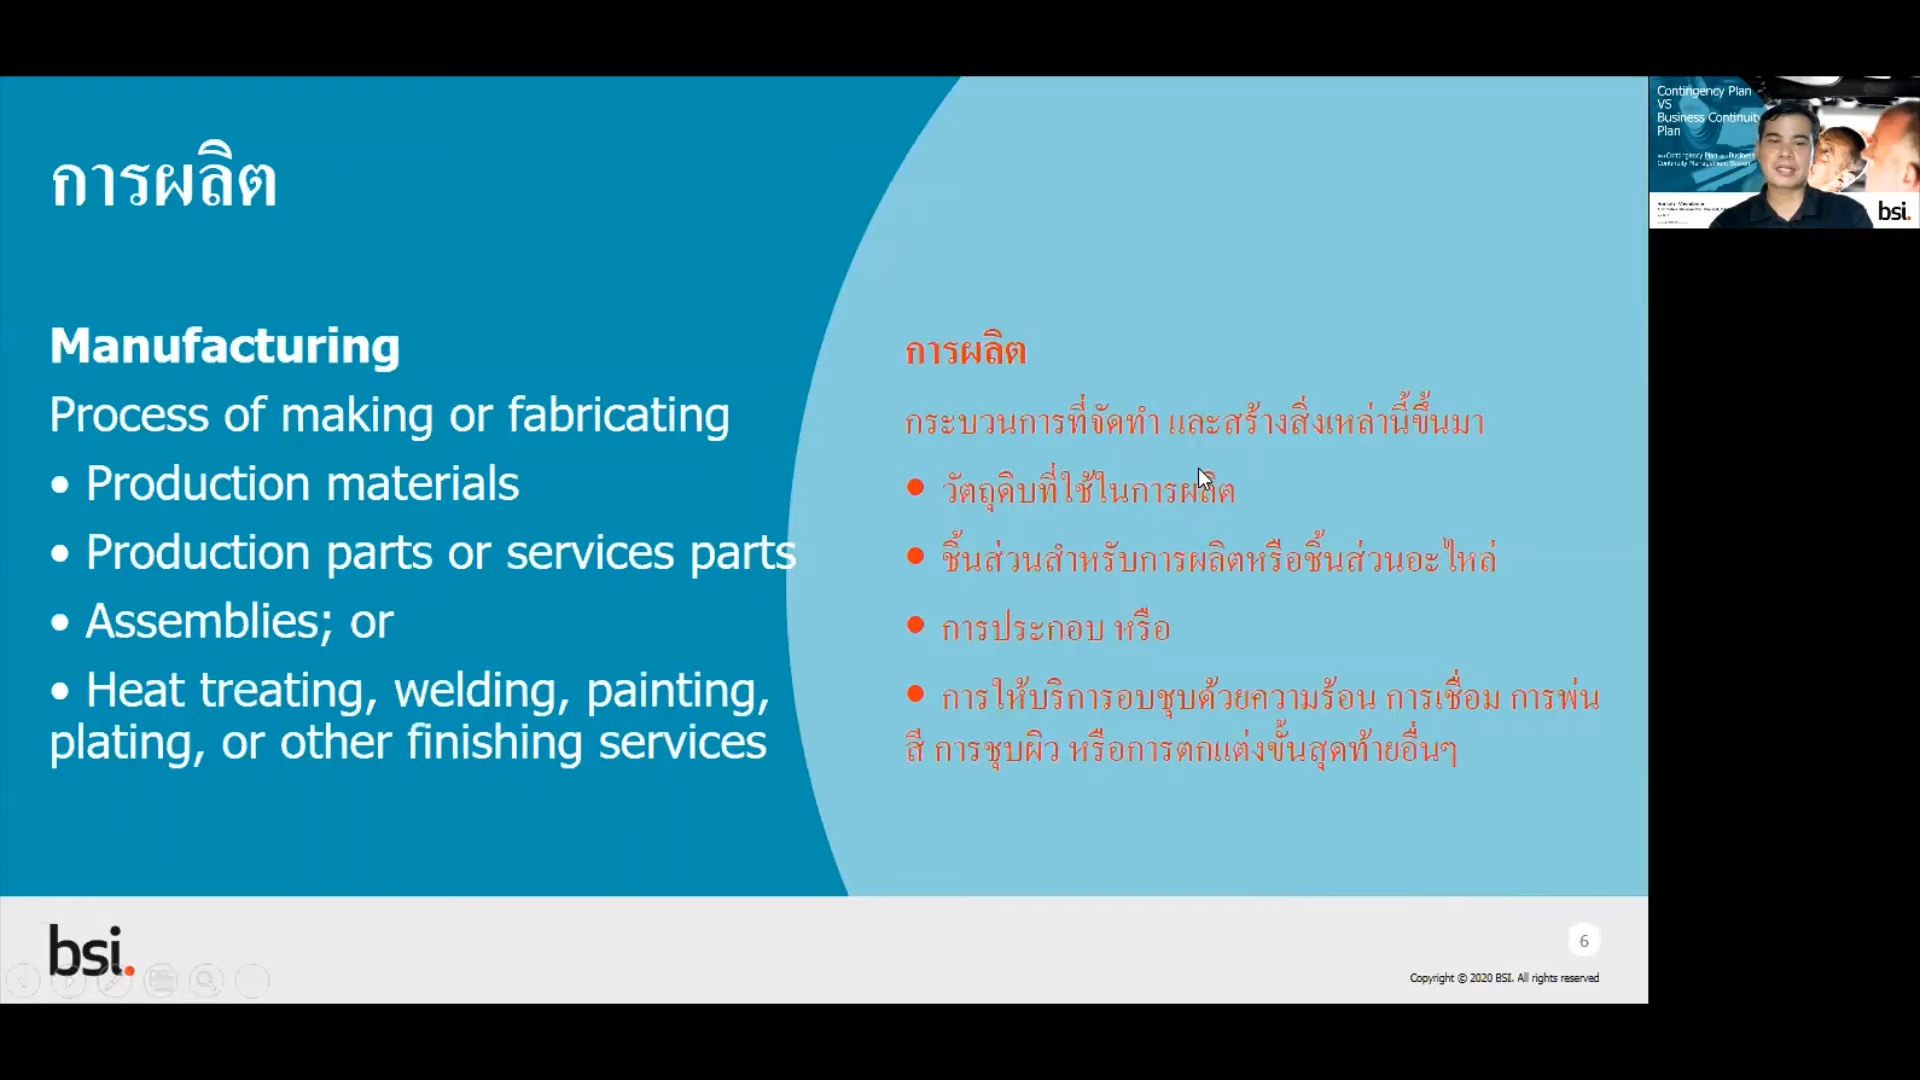 การผลิต
Manufacturing
Process of making or fabricating
• Production materials
• Production parts or services parts
• Assemblies; or
• Heat treating, welding, painting,
plating, or other finishing services
การผลิต
กระบวนการที่จัดทำ และสร้างสิ่งเหล่านี้ขึ้นมา
• วัตถุดิบที่ใช้ในการผลิต
• ชิ้นส่วนสำหรับการผลิตหรือชิ้นส่วนอะไหล่
• การประกอบ หรือ
• การให้บริการอบชุบด้วยความร้อน การเชื่อม การพ่น
สี การชุบผิว หรือการตกแต่งขั้นสุดท้ายอื่นๆ
bsi.
6
Copyright © 2020 BSI. All rights reserved
Contingency Plan
VS
Business Continuit
Plan
Contingency Plan Business
Continuity Management System
bsi.